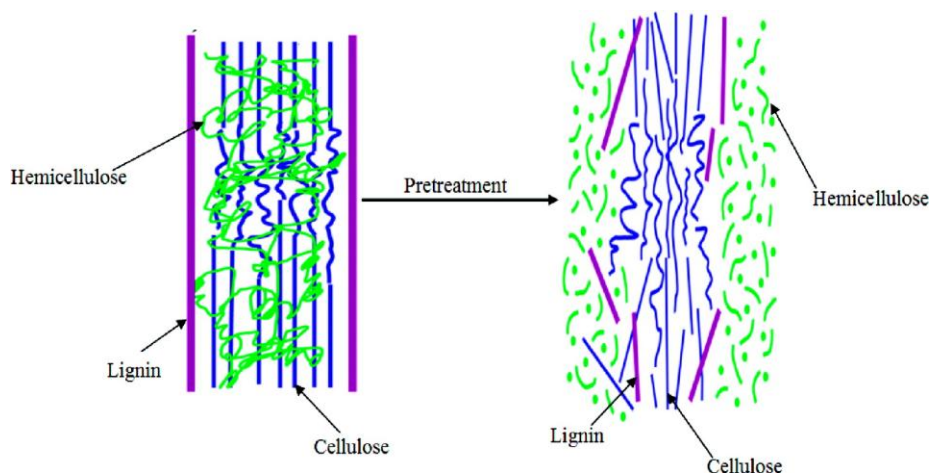 Hemicellulose
Lignin
Cellulose
Pretreatment
Hemicellulose
Lignin
Cellulose